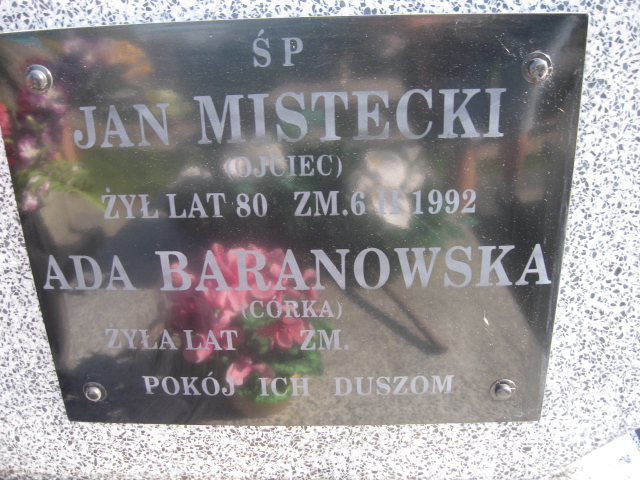 ŚP
JAN MISTECKI
(OJCIEC)
ŻYŁ LAT 80 ZM. 6 II 1992
ADA BARANOWSKA
(CÓRKA)
ŻYŁA LAT ZM.
POKÓJ ICH DUSZOM